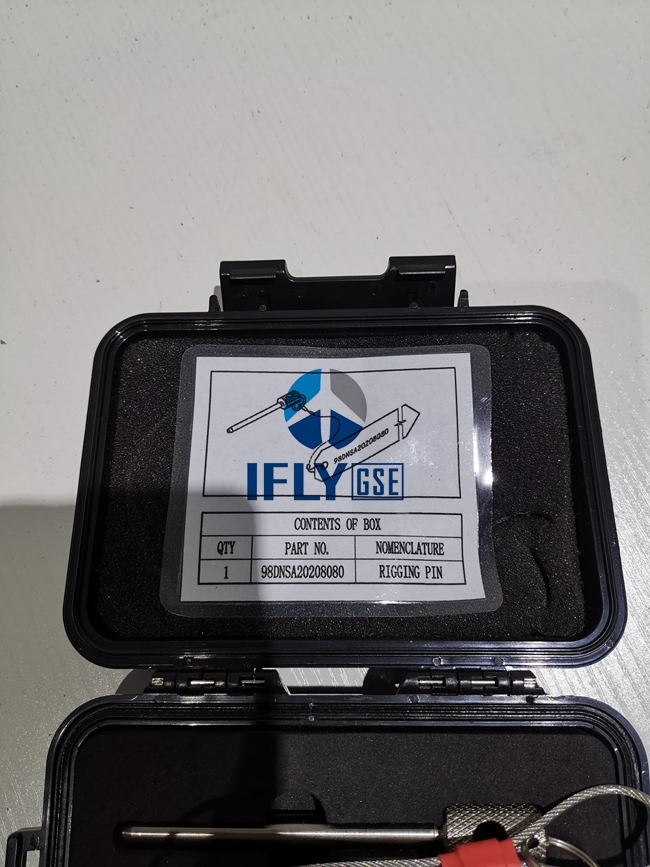 98DNSA20208080
IFLY GSE
CONTENTS OF BOX
QTY PART NO. NOMENCLATURE
1 98DNSA20208080 RIGGING PIN